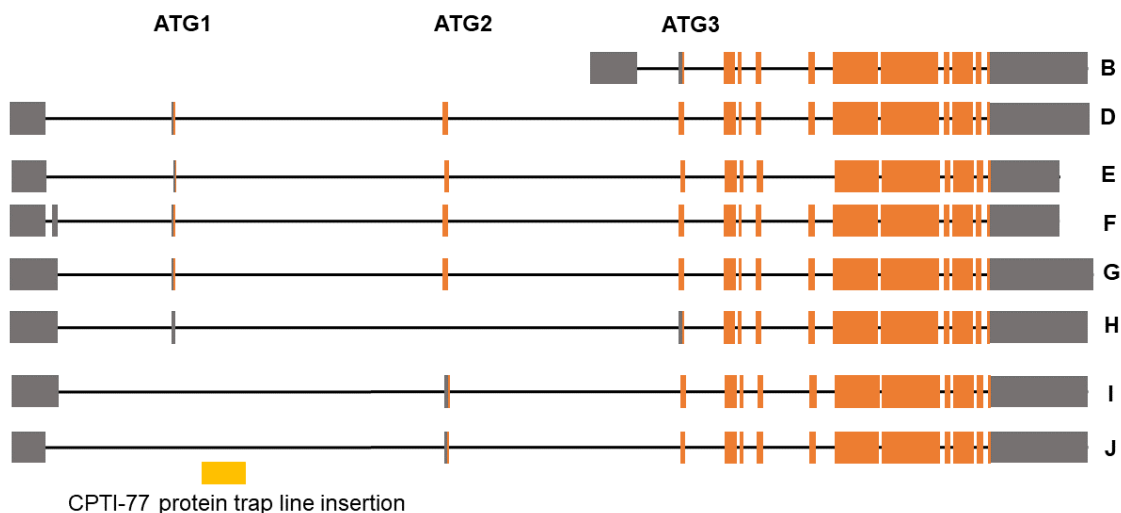 ATG1 ATG2 ATG3
B
D
E
F
G
H
I
J
CPTI-77 protein trap line insertion